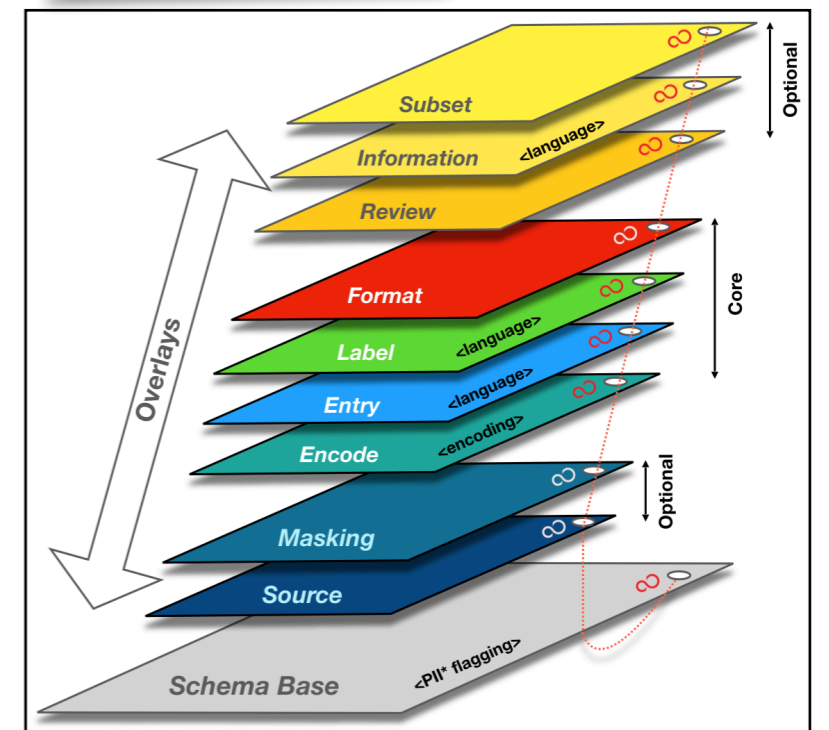 Subset
Optional
Information <language>
Review
Format
Core
Label <language>
Overlays
Entry <language>
Encode <encoding>
Optional
Masking
Source
Schema Base <PII* flagging>